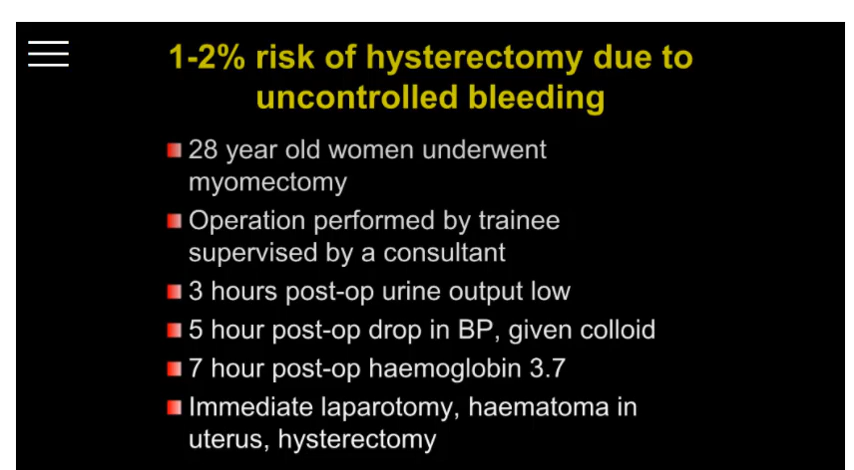 1-2% risk of hysterectomy due to
uncontrolled bleeding
28 year old women underwent
myomectomy
Operation performed by trainee
supervised by a consultant
3 hours post-op urine output low
5 hour post-op drop in BP, given colloid
7 hour post-op haemoglobin 3.7
Immediate laparotomy, haematoma in
uterus, hysterectomy